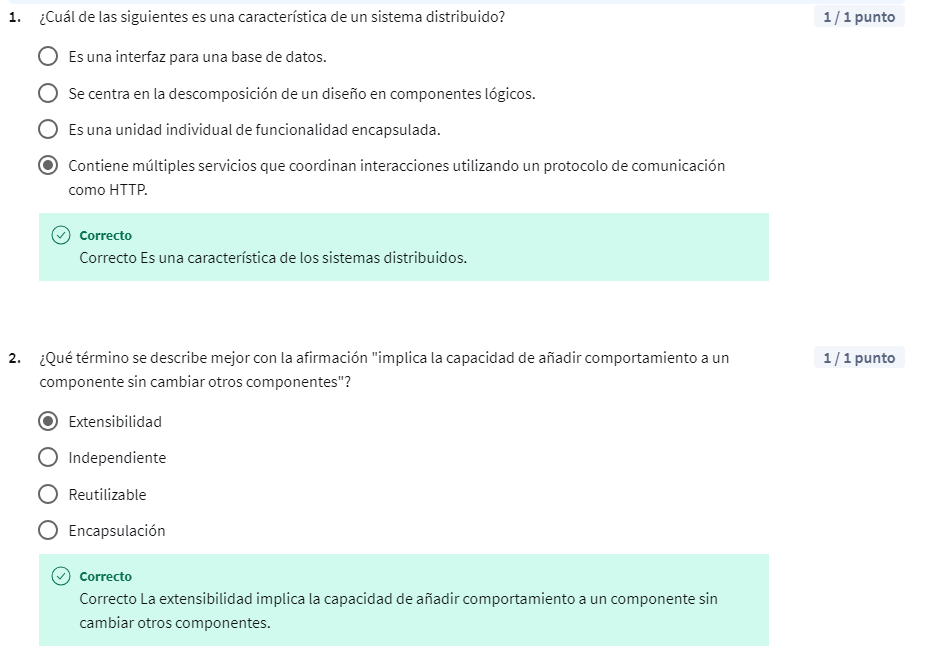 1. ¿Cuál de las siguientes es una característica de un sistema distribuido?
1 / 1 punto
Es una interfaz para una base de datos.
Se centra en la descomposición de un diseño en componentes lógicos.
Es una unidad individual de funcionalidad encapsulada.
Contiene múltiples servicios que coordinan interacciones utilizando un protocolo de comunicación
como HTTP.
Correcto
Correcto Es una característica de los sistemas distribuidos.
2. ¿Qué término se describe mejor con la afirmación "implica la capacidad de añadir comportamiento a un
componente sin cambiar otros componentes"?
1 / 1 punto
Extensibilidad
Independiente
Reutilizable
Encapsulación
Correcto
Correcto La extensibilidad implica la capacidad de añadir comportamiento a un componente sin
cambiar otros componentes.